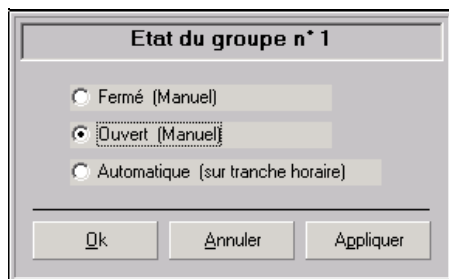 Etat du groupe n° 1
Fermé (Manuel)
Ouvert (Manuel)
Automatique (sur tranche horaire)
Ok Annuler Appliquer